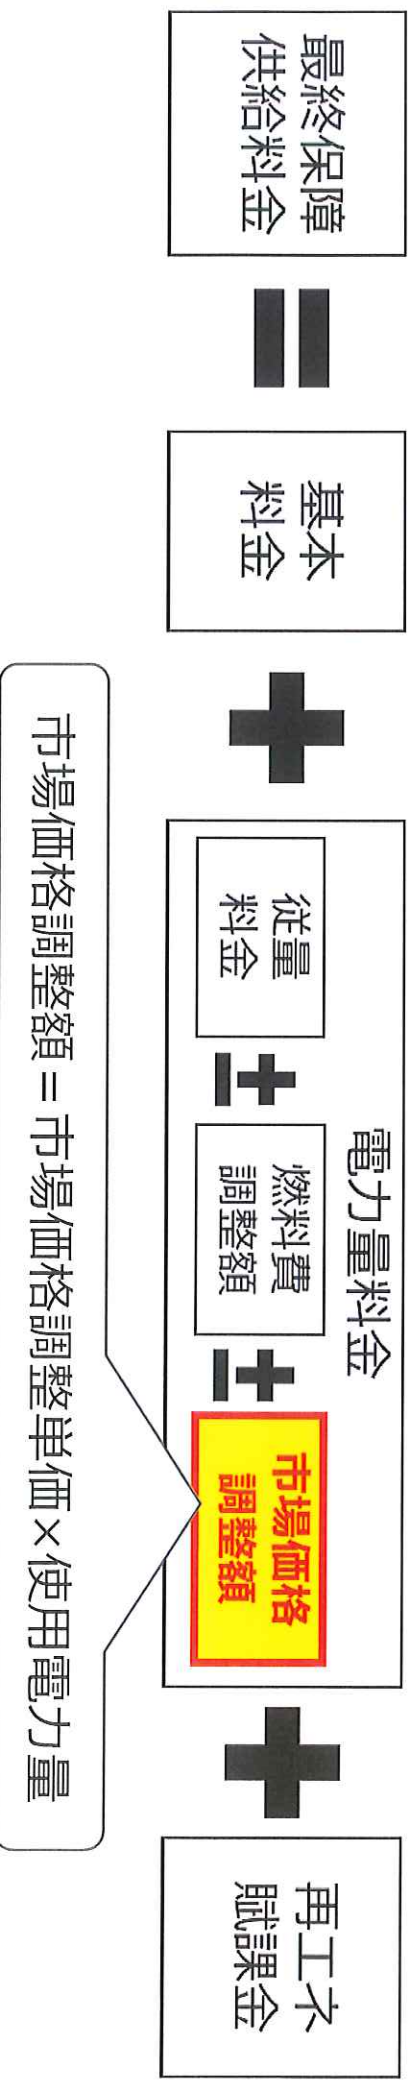 最終保障
供給料金
＝
基本
料金
＋
電力量料金
従量
料金
±
燃料費
調整額
±
市場価格
調整額
＋
再エネ
賦課金
市場価格調整額＝市場価格調整単価×使用電力量